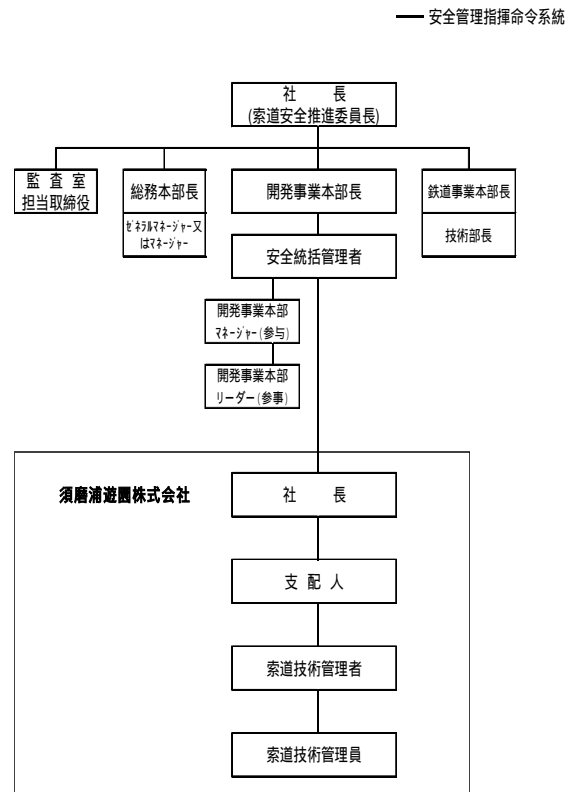 安全管理指揮命令系統
社　　長
(索道安全推進委員長)
監 査 室
担当取締役
総務本部長
ｾﾞﾈﾗﾙﾏﾈｰｼﾞｬｰ又
はﾏﾈｰｼﾞｬｰ
開発事業本部長
鉄道事業本部長
技術部長
安全統括管理者
開発事業本部
ﾏﾈｰｼﾞｬｰ(参与)
開発事業本部
リーダー(参事)
須磨浦遊園株式会社
社　　長
支 配 人
索道技術管理者
索道技術管理員